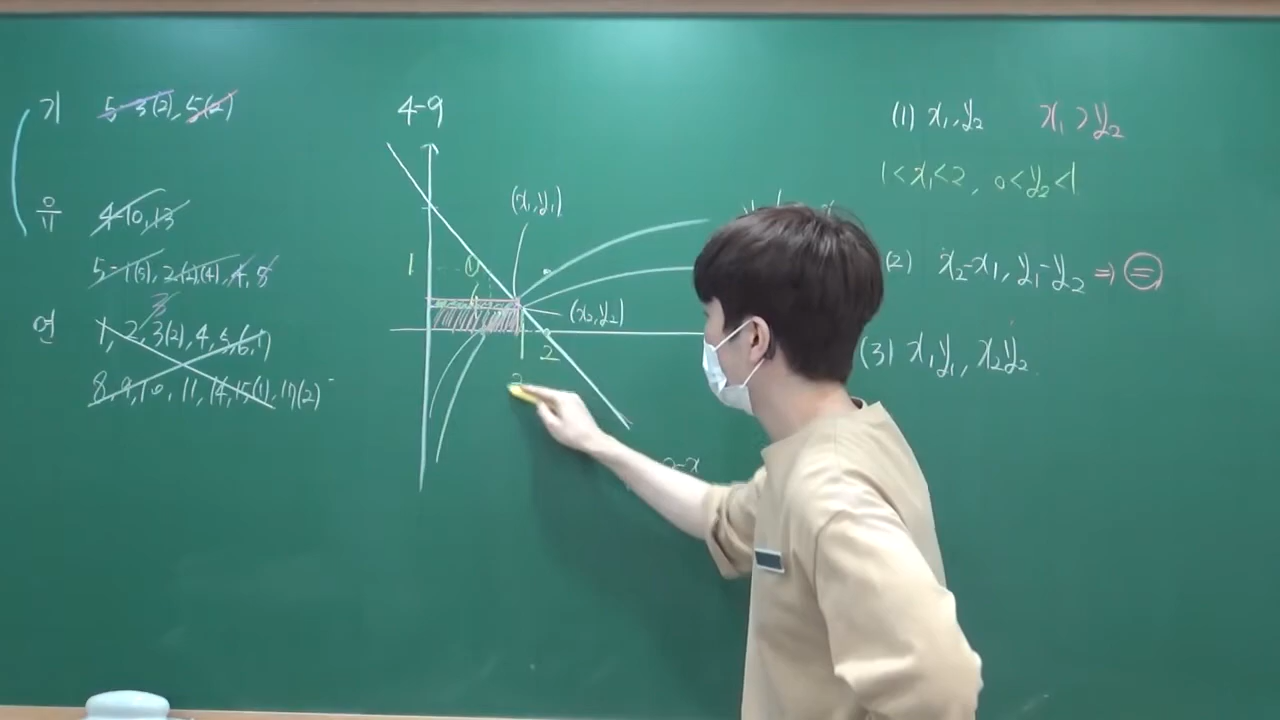 기 5-3(2), 5(2)
유 4-10, 13
5-1(5), 2(2)(4), 4, 8
3
연 1, 2, 3(2), 4, 5, 6, 7
8, 9, 10, 11, 14, 15(1), 17(2)
4-9
(x₁,y₁)
1
(x₂,y₂)
2
2-x
(1) x₁, y₂ x₁ > y₂
1<x₁<2, 0<y₂<1
(2) x₂-x₁, y₁-y₂ ⇒ =
(3) x₁y₁, x₂y₂